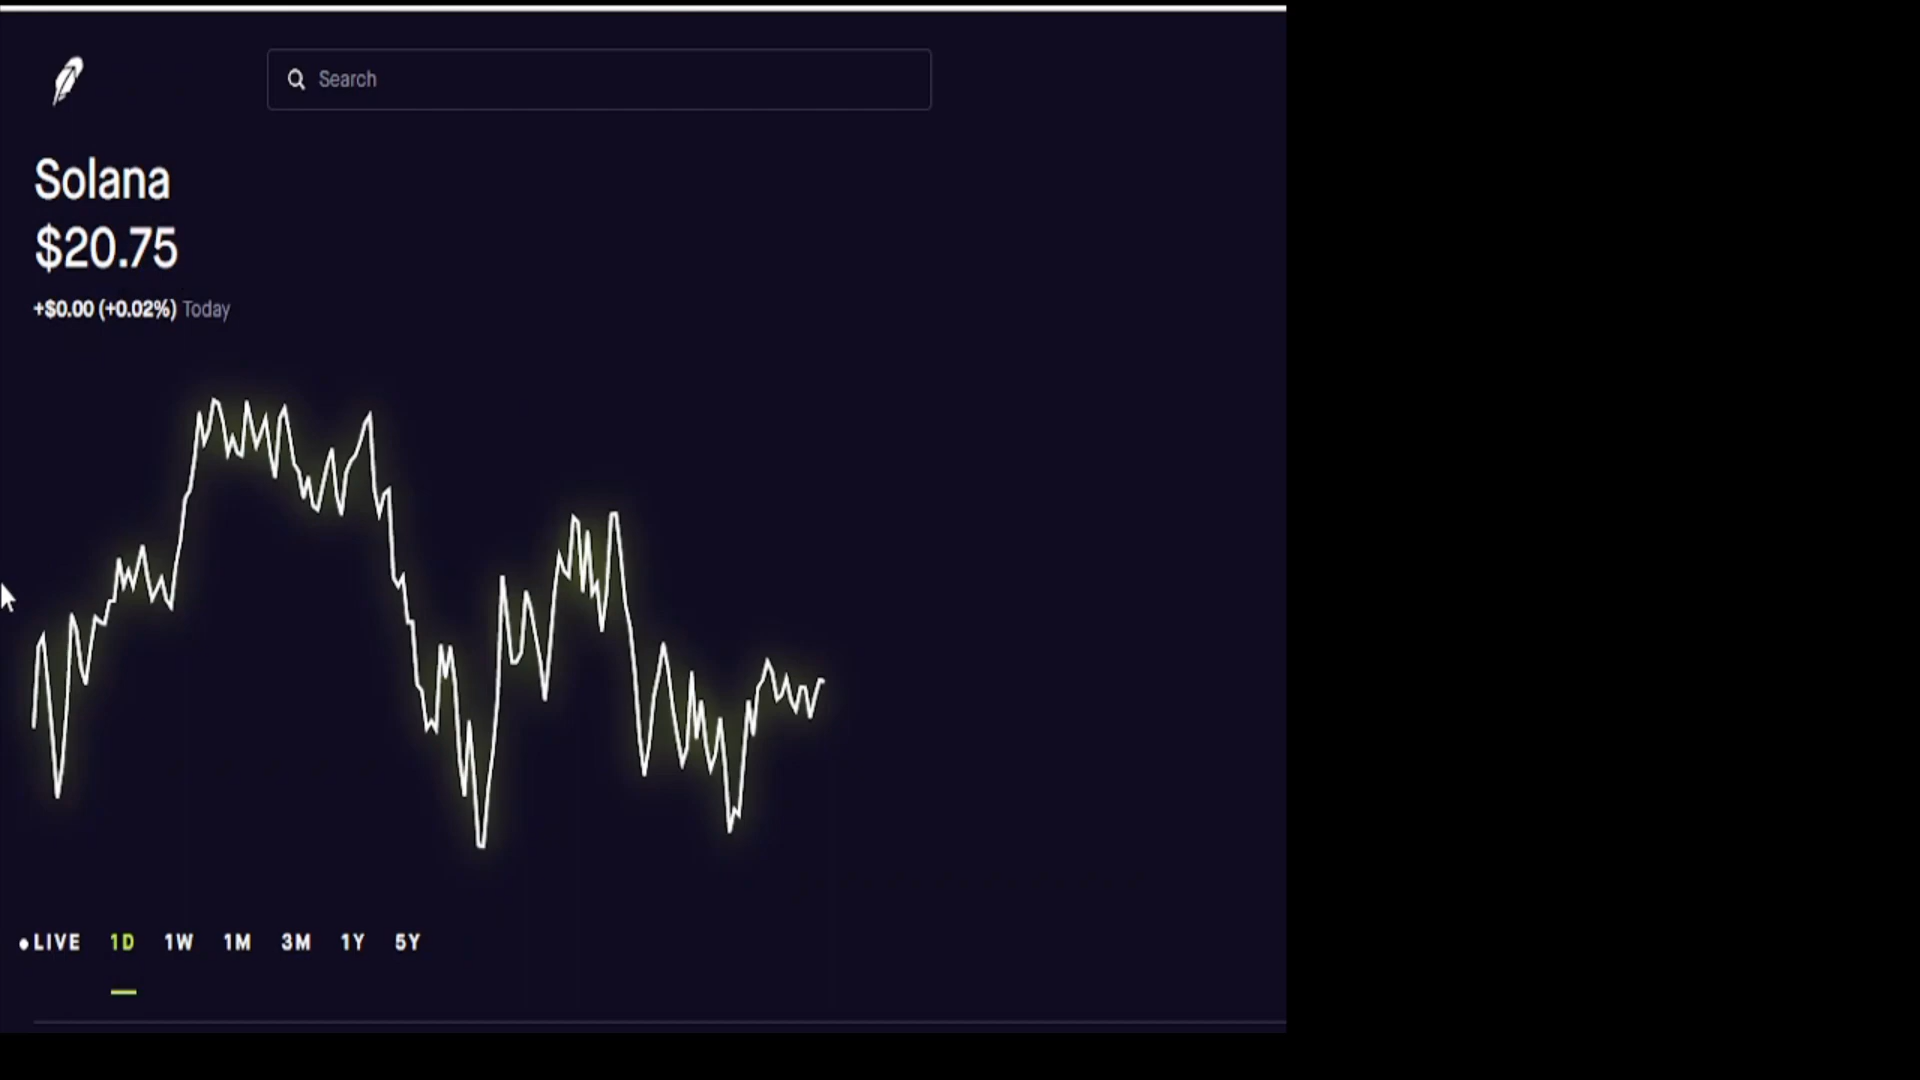 Search
Solana
$20.75
+$0.00 (+0.02%) Today
LIVE 1D 1W 1M 3M 1Y 5Y